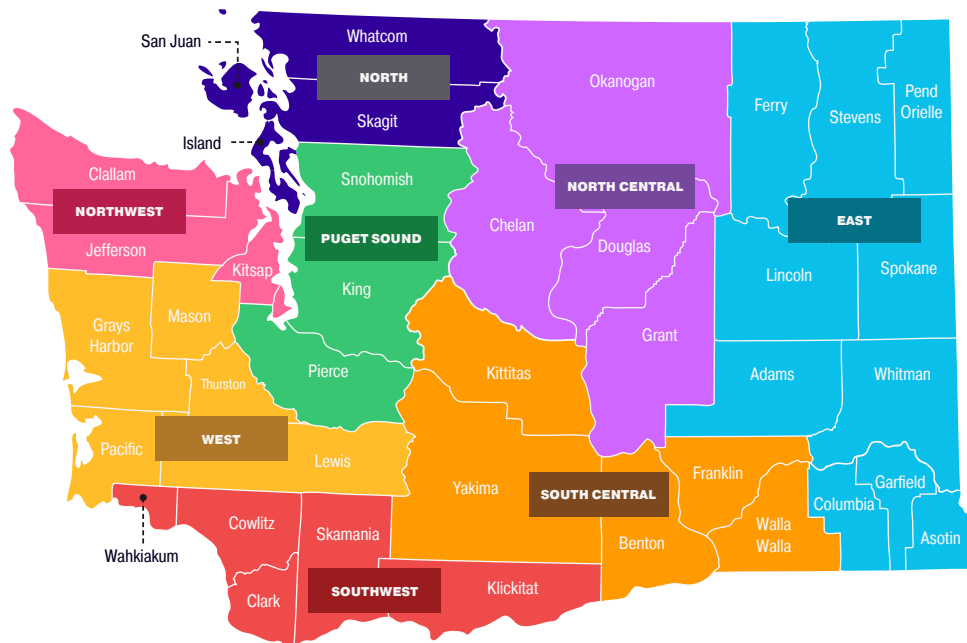 San Juan
Whatcom
NORTH
Skagit
Island
Okanogan
Ferry
Stevens
Pend
Orielle
Clallam
NORTHWEST
Jefferson
Kitsap
Snohomish
PUGET SOUND
King
Pierce
NORTH CENTRAL
Chelan
Douglas
Grant
EAST
Lincoln
Spokane
Adams
Whitman
Grays
Harbor
Mason
Thurston
WEST
Pacific
Lewis
Kittitas
Yakima
SOUTH CENTRAL
Franklin
Benton
Walla
Walla
Columbia
Garfield
Asotin
Wahkiakum
Cowlitz
Skamania
Clark
SOUTHWEST
Klickitat